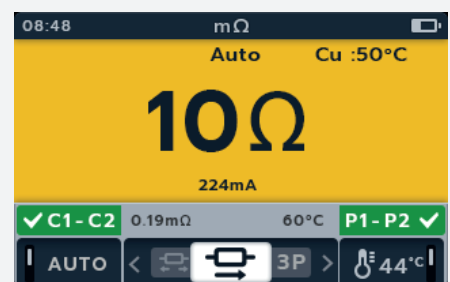 08:48 mΩ
Auto Cu :50°C
10Ω
224mA
✓ C1-C2 0.19mΩ 60°C P1-P2 ✓
AUTO < 3P > 44°C